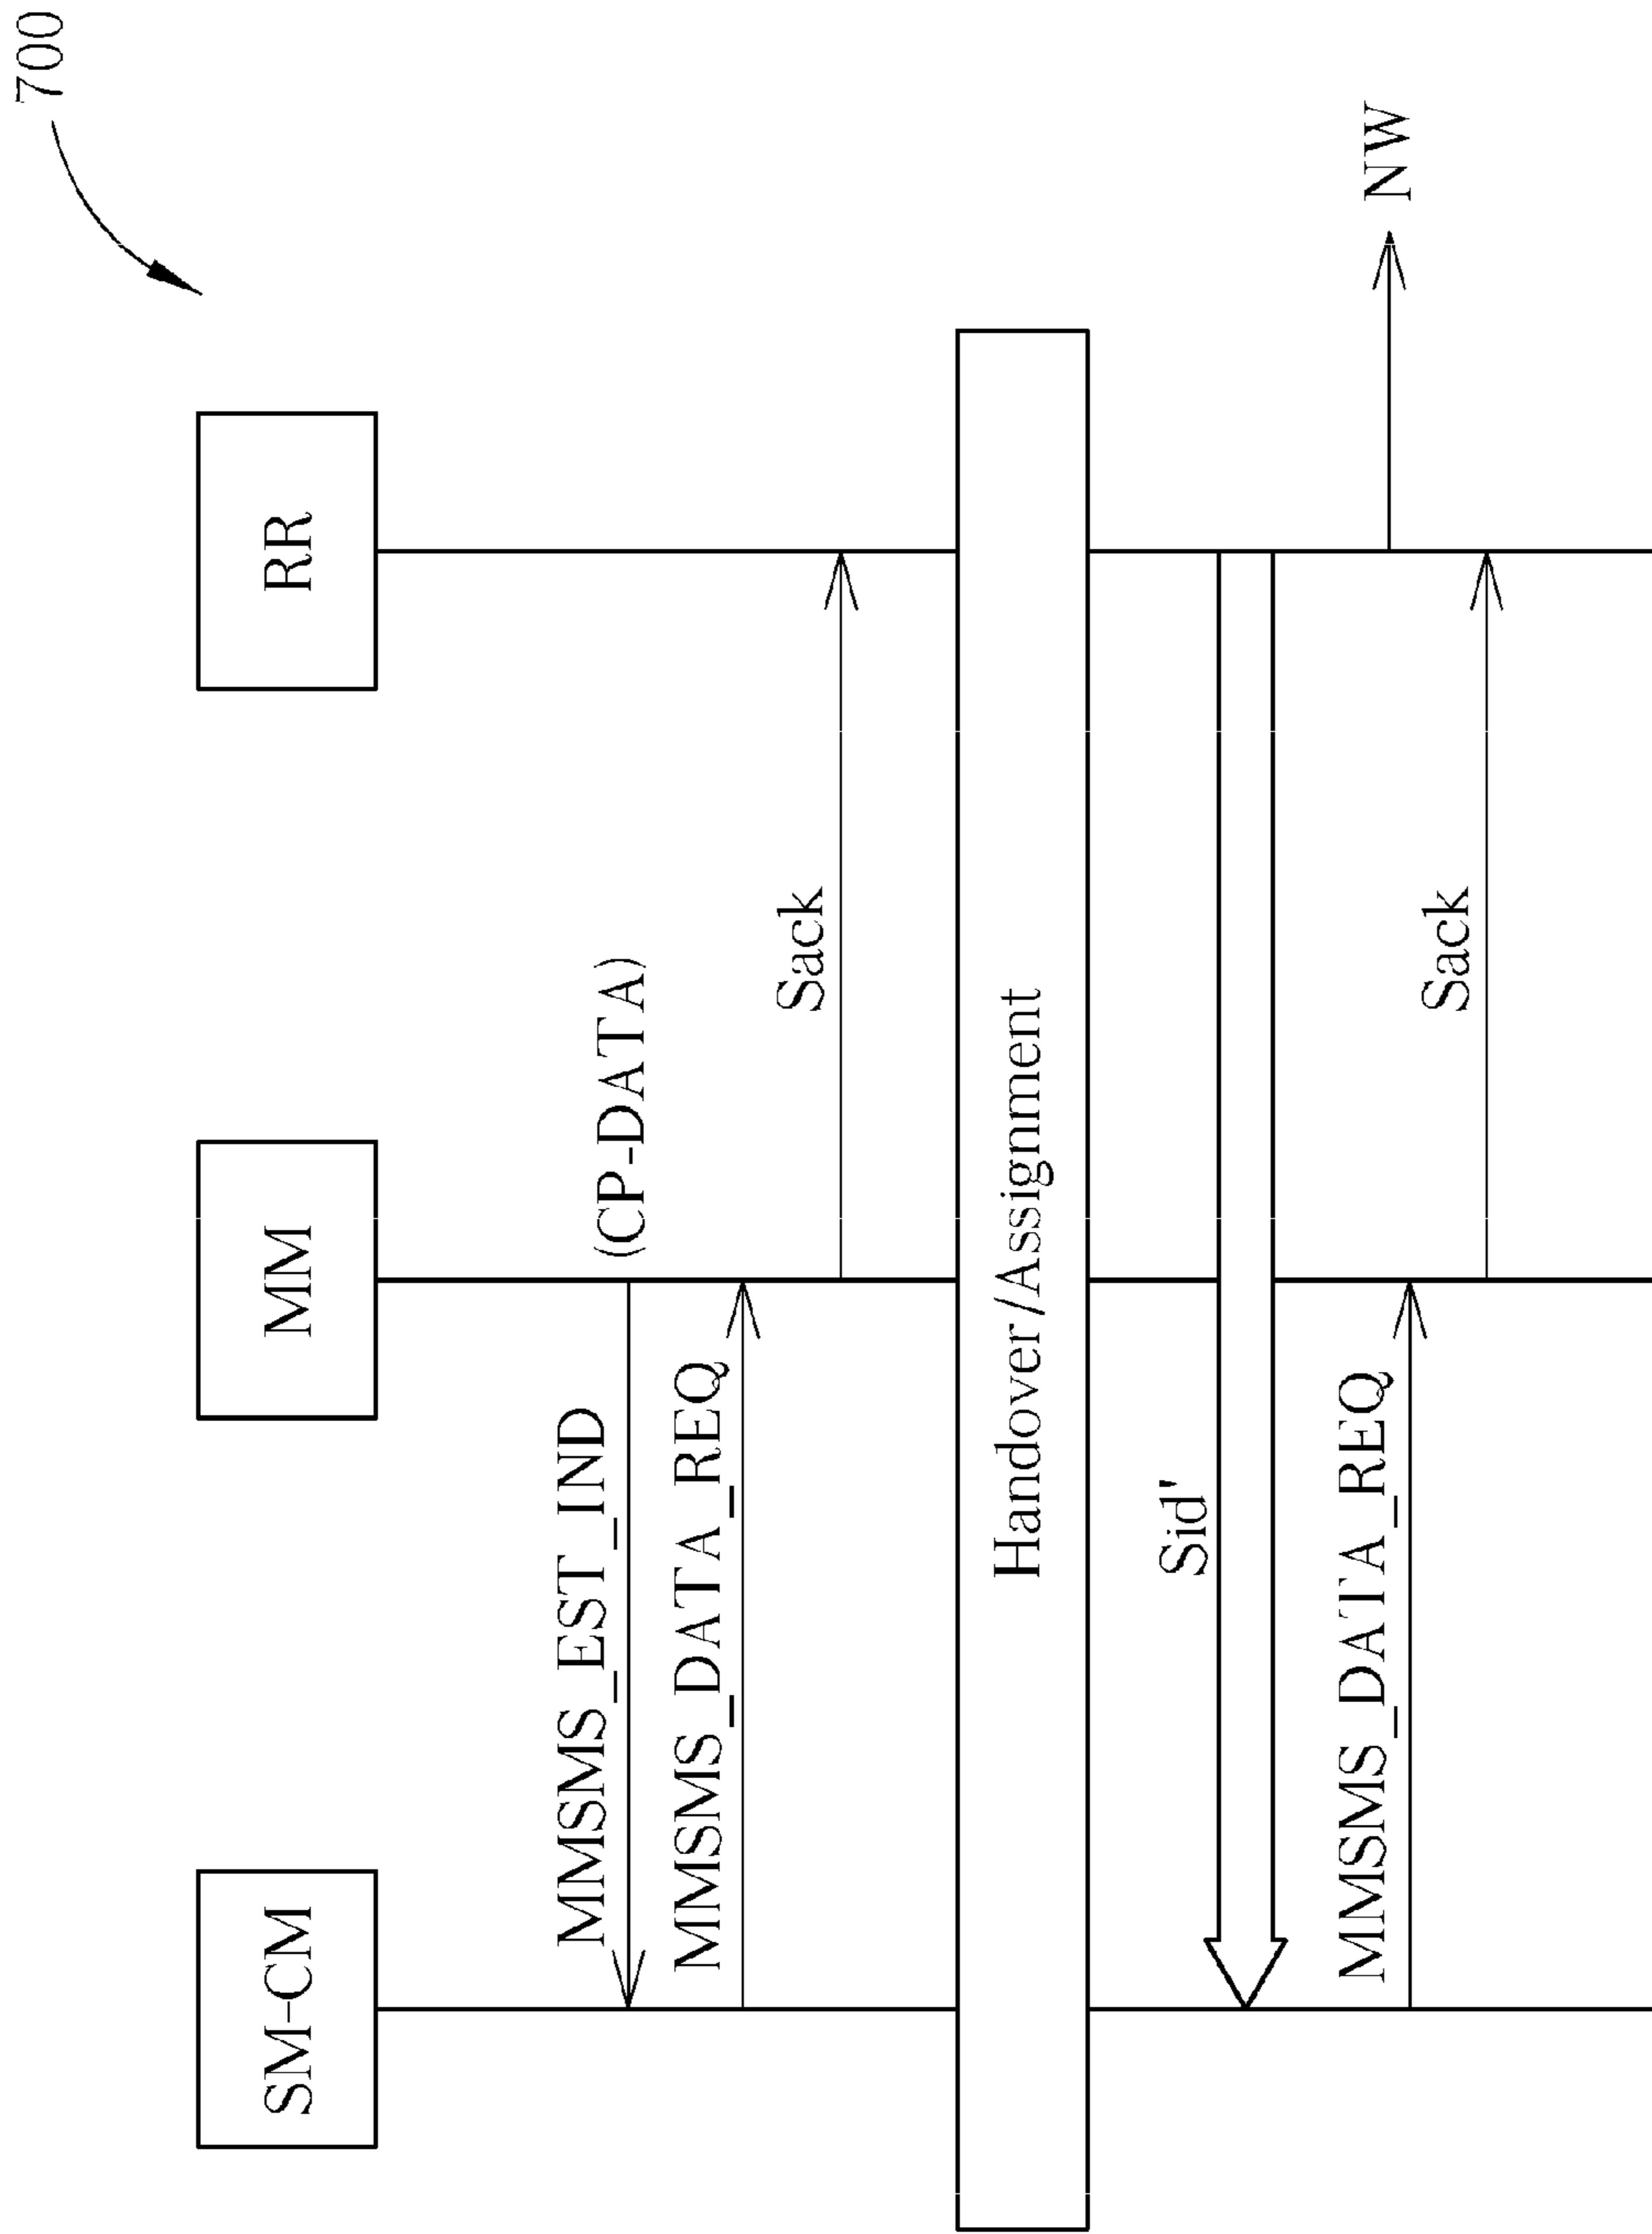 700
SM-CM
MM
RR
MMSMS_EST_IND
(CP-DATA)
MMSMS_DATA_REQ
Sack
Handover/Assignment
Sid'
MMSMS_DATA_REQ
NW
Sack